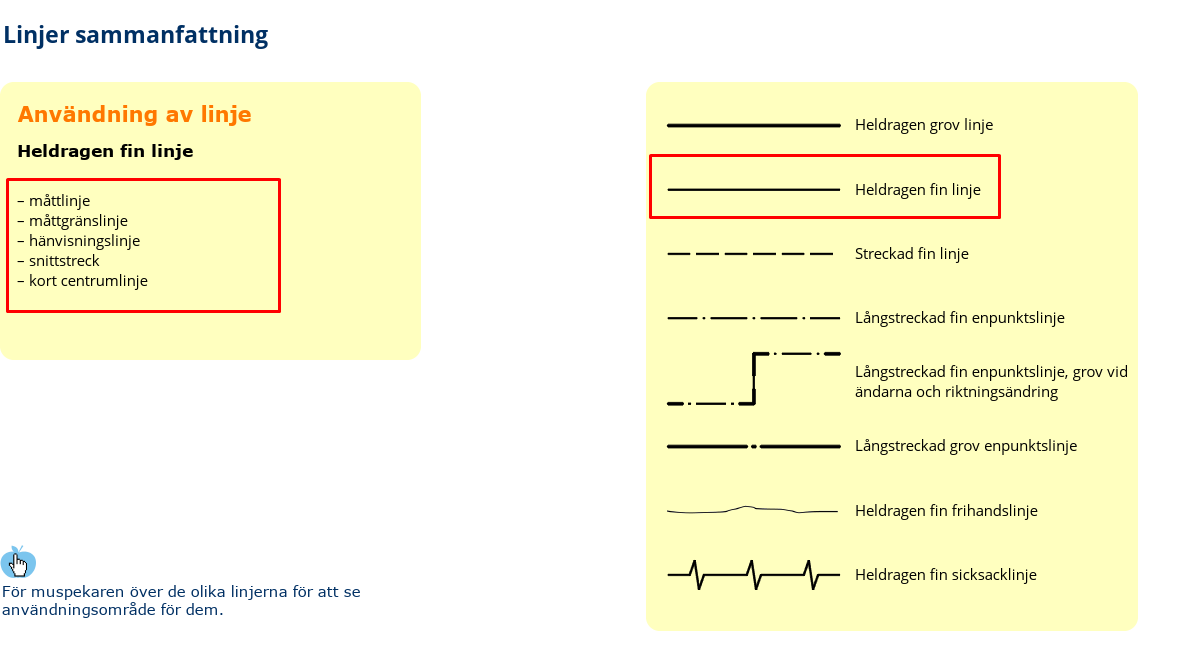 Linjer sammanfattning
Användning av linje
Heldragen fin linje
– måttlinje
– måttgränslinje
– hänvisningslinje
– snittstreck
– kort centrumlinje
För muspekaren över de olika linjerna för att se
användningsområde för dem.
Heldragen grov linje
Heldragen fin linje
Streckad fin linje
Långstreckad fin enpunktslinje
Långstreckad fin enpunktslinje, grov vid
ändarna och riktningsändring
Långstreckad grov enpunktslinje
Heldragen fin frihandslinje
Heldragen fin sicksacklinje